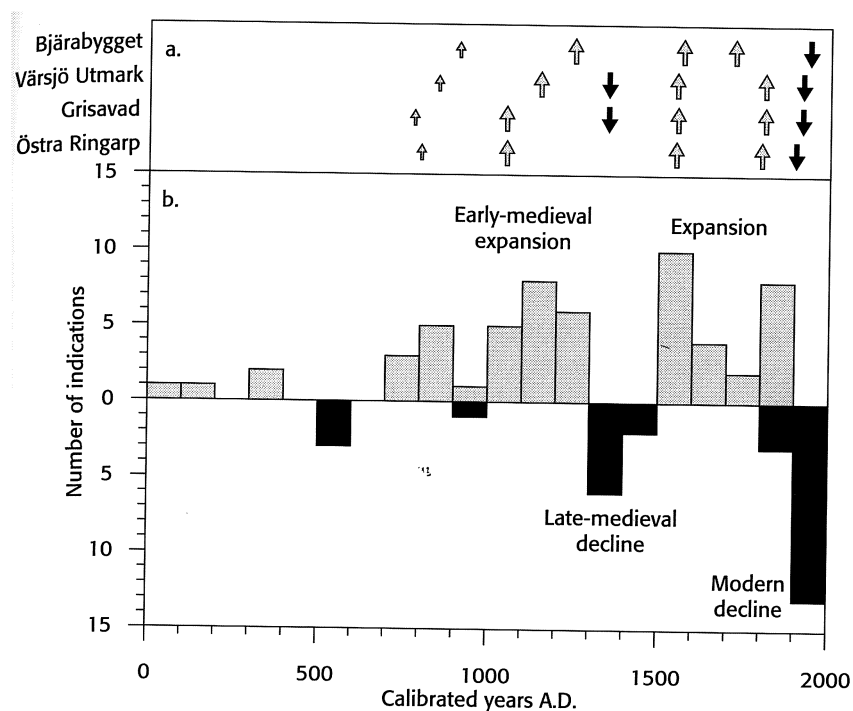 Bjärabygget
Värsjö Utmark
Grisavad
Östra Ringarp
a.
b.
15
10
5
0
5
10
15
Number of indications
Early-medieval
expansion
Expansion
Late-medieval
decline
Modern
decline
0
500
1000
1500
2000
Calibrated years A.D.